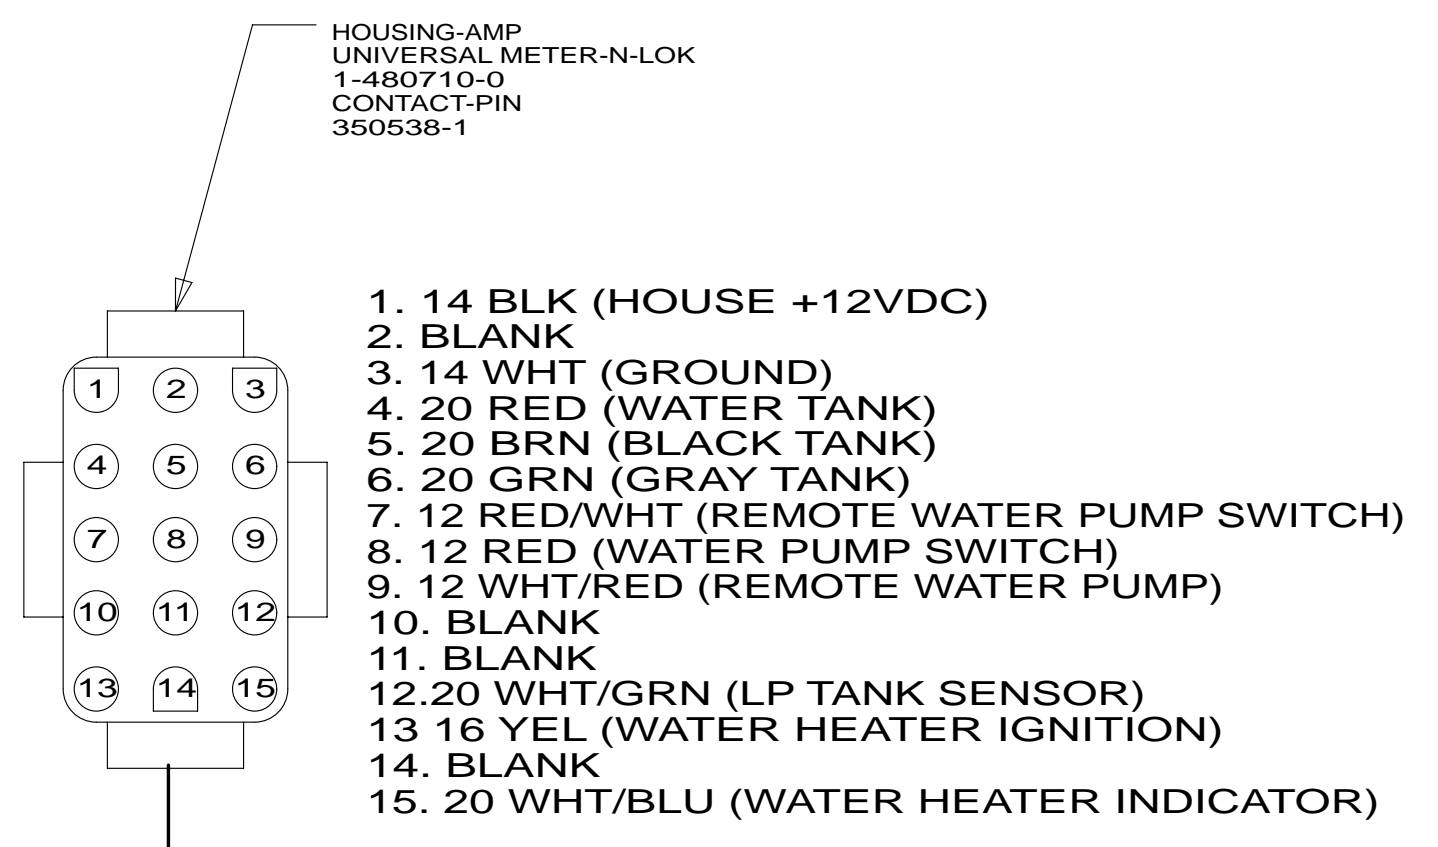 HOUSING-AMP
UNIVERSAL METER-N-LOK
1-480710-0
CONTACT-PIN
350538-1
1. 14 BLK (HOUSE +12VDC)
2. BLANK
3. 14 WHT (GROUND)
4. 20 RED (WATER TANK)
5. 20 BRN (BLACK TANK)
6. 20 GRN (GRAY TANK)
7. 12 RED/WHT (REMOTE WATER PUMP SWITCH)
8. 12 RED (WATER PUMP SWITCH)
9. 12 WHT/RED (REMOTE WATER PUMP)
10. BLANK
11. BLANK
12.20 WHT/GRN (LP TANK SENSOR)
13 16 YEL (WATER HEATER IGNITION)
14. BLANK
15. 20 WHT/BLU (WATER HEATER INDICATOR)
1 2 3
4 5 6
7 8 9
10 11 12
13 14 15